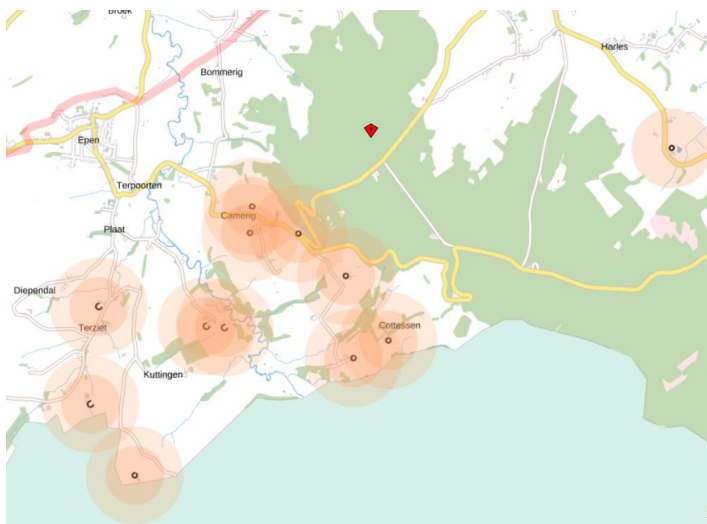 Broek
Harles
Bommerig
Epen
Terpoorten
Camerig
Plaat
Diependal
Terziet
Cottessen
Kuttingen